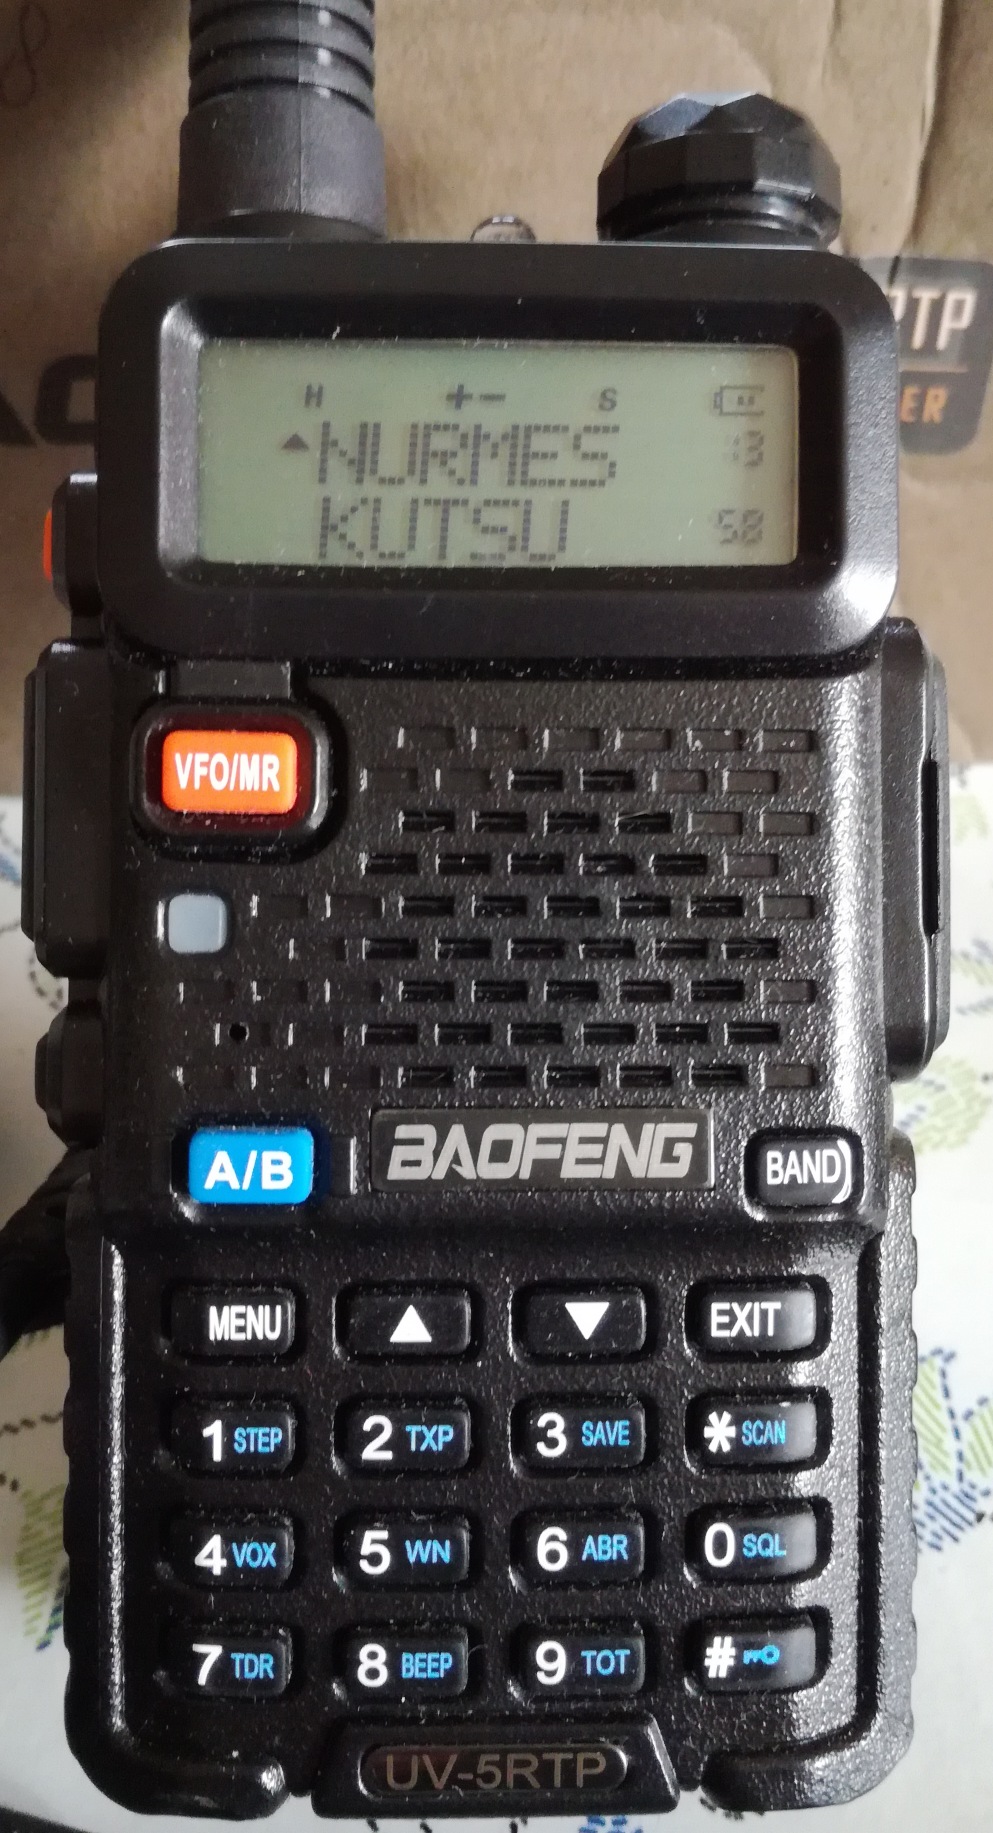 H +- S
▲NURMES
KUTSU 58
VFO/MR
A/B BAOFENG BAND
MENU ▲ ▼ EXIT
1 STEP 2 TXP 3 SAVE * SCAN
4 VOX 5 WN 6 ABR 0 SQL
7 TDR 8 BEEP 9 TOT #
UV-5RTP